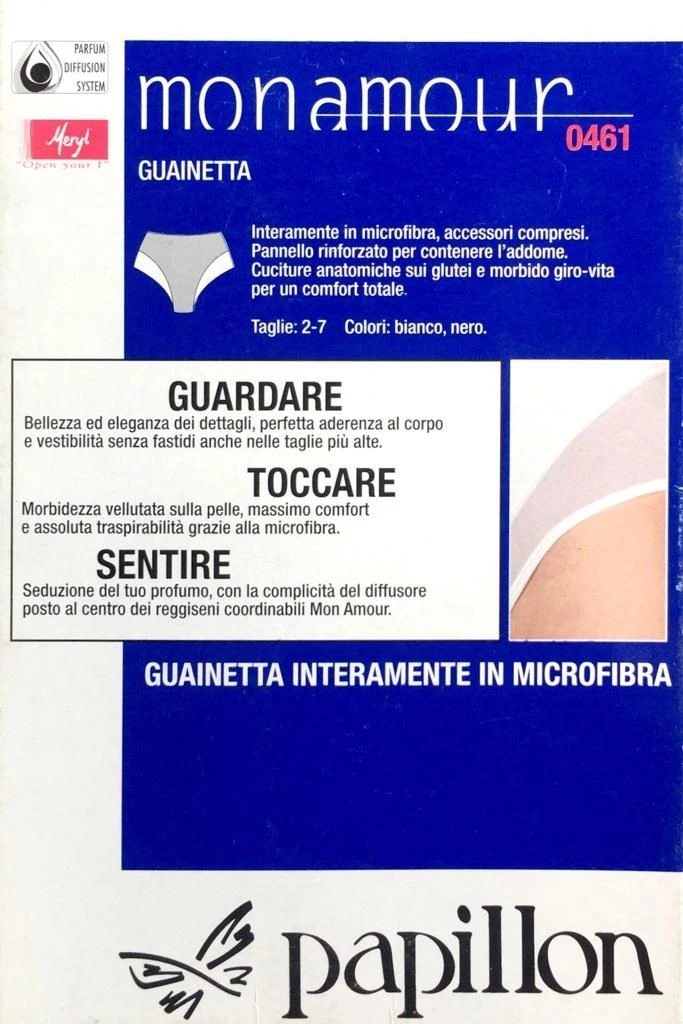 PARFUM
DIFFUSION
SYSTEM
Meryl
"Open your I"
monamour
0461
GUAINETTA
Interamente in microfibra, accessori compresi.
Pannello rinforzato per contenere l'addome.
Cuciture anatomiche sui glutei e morbido giro-vita
per un comfort totale.
Taglie: 2-7 Colori: bianco, nero.
GUARDARE
Bellezza ed eleganza dei dettagli, perfetta aderenza al corpo
e vestibilità senza fastidi anche nelle taglie più alte.
TOCCARE
Morbidezza vellutata sulla pelle, massimo comfort
e assoluta traspirabilità grazie alla microfibra.
SENTIRE
Seduzione del tuo profumo, con la complicità del diffusore
posto al centro dei reggiseni coordinabili Mon Amour.
GUAINETTA INTERAMENTE IN MICROFIBRA
papillon